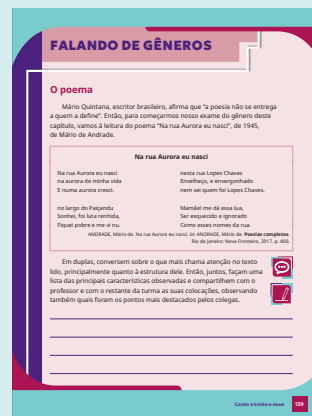 FALANDO DE GÊNEROS
O poema
Mário Quintana, escritor brasileiro, afirma que “a poesia não se entrega
a quem a define”. Então, para começarmos nosso exame do gênero deste
capítulo, vamos à leitura do poema “Na rua Aurora eu nasci”, de 1945,
de Mário de Andrade.
Na rua Aurora eu nasci
Na rua Aurora eu nasci
na aurora de minha vida
E numa aurora cresci.
no largo do Paiçandu
Sonhei, foi luta renhida,
Fiquei pobre e me vi nu.
nesta rua Lopes Chaves
Envelheço, e envergonhado
nem sei quem foi Lopes Chaves.
Mamãe! me dá essa lua,
Ser esquecido e ignorado
Como esses nomes da rua.
ANDRADE, Mário de. Na rua Aurora eu nasci. In: ANDRADE, Mário de. Poesias completas.
Rio de Janeiro: Nova Fronteira, 2017. p. 400.
Em duplas, conversem sobre o que mais chama atenção no texto
lido, principalmente quanto à estrutura dele. Então, juntos, façam uma
lista das principais características observadas e compartilhem com o
professor e com o restante da turma as suas colocações, observando
também quais foram os pontos mais destacados pelos colegas.
Cento e trinta e nove 139